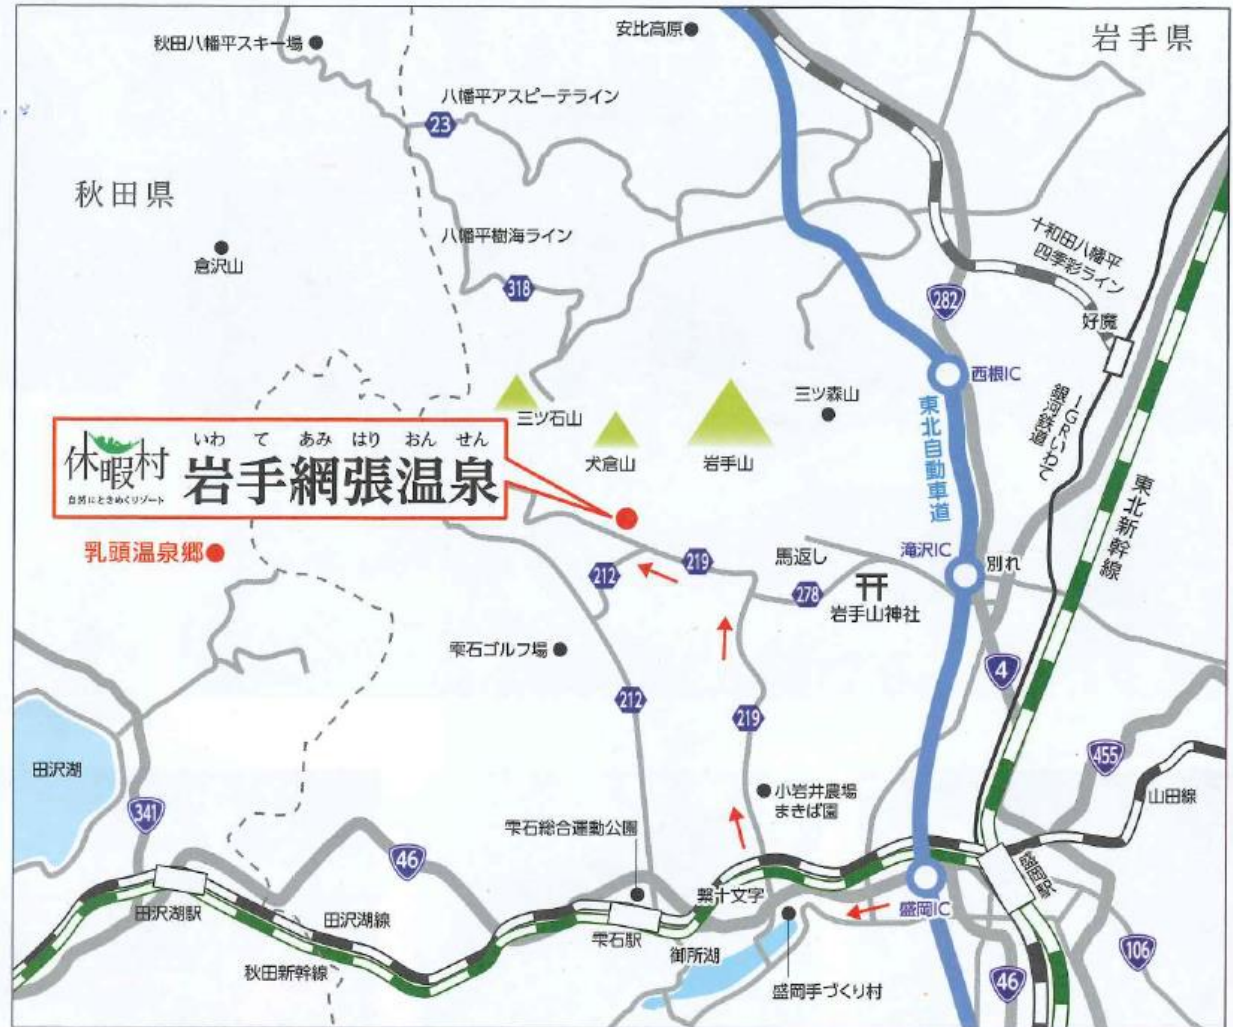 岩手県
安比高原
秋田八幡平スキー場
八幡平アスピーテライン
23
秋田県
倉沢山
八幡平樹海ライン
318
十和田八幡平
四季彩ライン
282
好魔
西根IC
三ツ石山
犬倉山
岩手山
三ツ森山
東北自動車道
IGRいわて
銀河鉄道
東北新幹線
休暇村
自然にときめくリゾート
いわ て あみ はり おん せん
岩手網張温泉
乳頭温泉郷
212
219
馬返し
278
岩手山神社
滝沢IC
別れ
雫石ゴルフ場
212
219
4
455
山田線
田沢湖
341
小岩井農場
まきば園
雫石総合運動公園
46
田沢湖駅
田沢湖線
秋田新幹線
雫石駅
繋十文字
御所湖
盛岡手づくり村
盛岡IC
盛岡駅
46
106